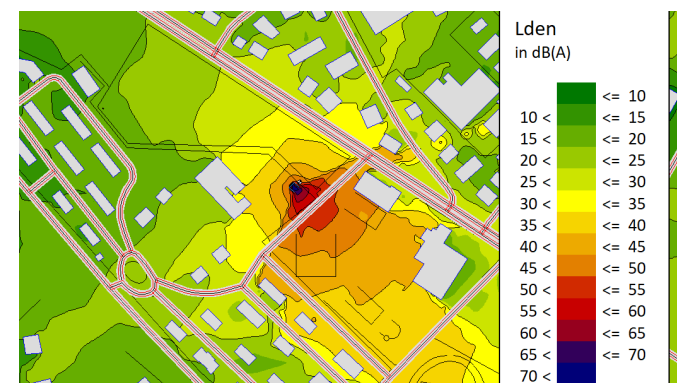 Lden
in dB(A)
<= 10
10 < <= 15
15 < <= 20
20 < <= 25
25 < <= 30
30 < <= 35
35 < <= 40
40 < <= 45
45 < <= 50
50 < <= 55
55 < <= 60
60 < <= 65
65 < <= 70
70 <